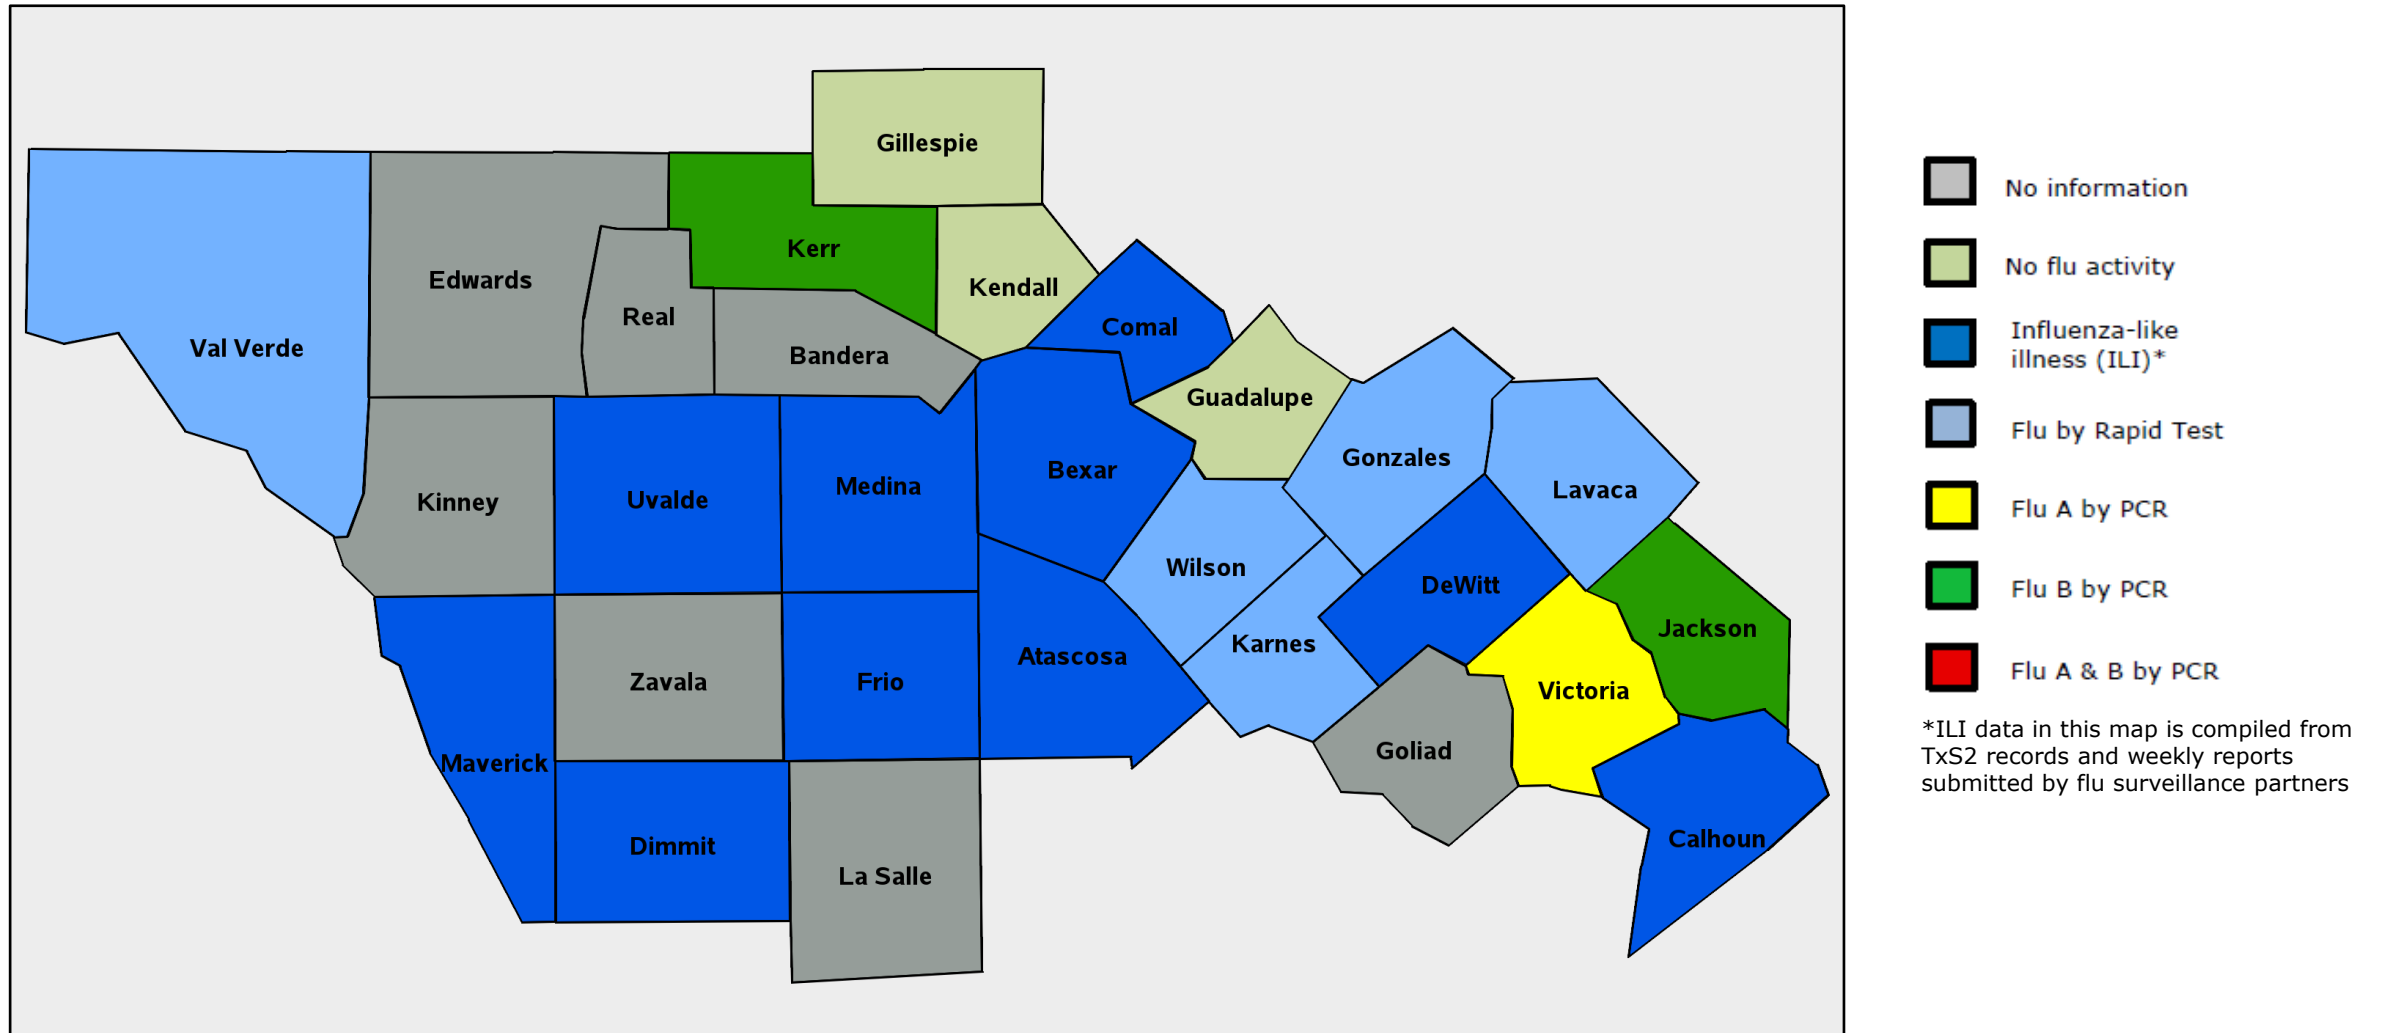 Gillespie
Kerr
Edwards
Kendall
Real
Comal
Val Verde
Bandera
Guadalupe
Gonzales
Bexar
Medina
Lavaca
Uvalde
Kinney
Wilson
DeWitt
Jackson
Karnes
Atascosa
Zavala
Frio
Victoria
Goliad
Maverick
Calhoun
Dimmit
La Salle
No information
No flu activity
Influenza-like
illness (ILI)*
Flu by Rapid Test
Flu A by PCR
Flu B by PCR
Flu A & B by PCR
*ILI data in this map is compiled from
TxS2 records and weekly reports
submitted by flu surveillance partners